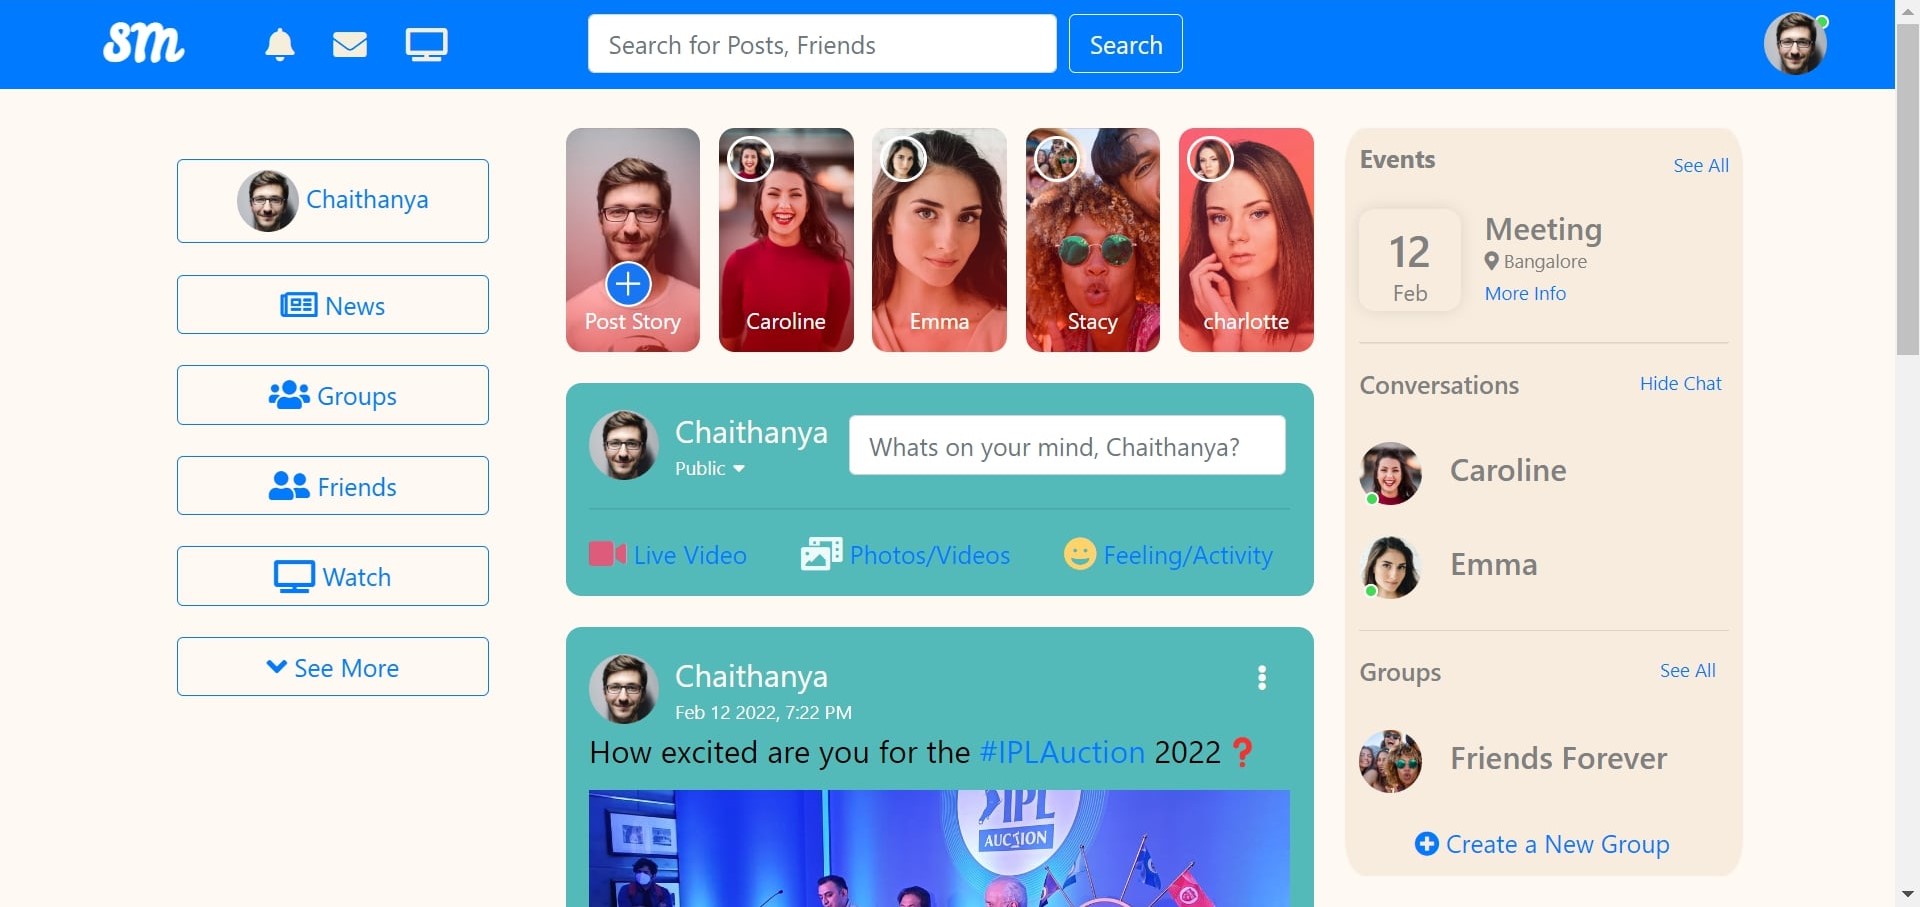 sm
Search for Posts, Friends
Search
Chaithanya
News
Groups
Friends
Watch
See More
Post Story
Caroline
Emma
Stacy
charlotte
Chaithanya
Public
Whats on your mind, Chaithanya?
Live Video
Photos/Videos
Feeling/Activity
Chaithanya
Feb 12 2022, 7:22 PM
How excited are you for the #IPLAuction 2022 ❓
IPL
AUCTION
Events
See All
12
Feb
Meeting
Bangalore
More Info
Conversations
Hide Chat
Caroline
Emma
Groups
See All
Friends Forever
Create a New Group